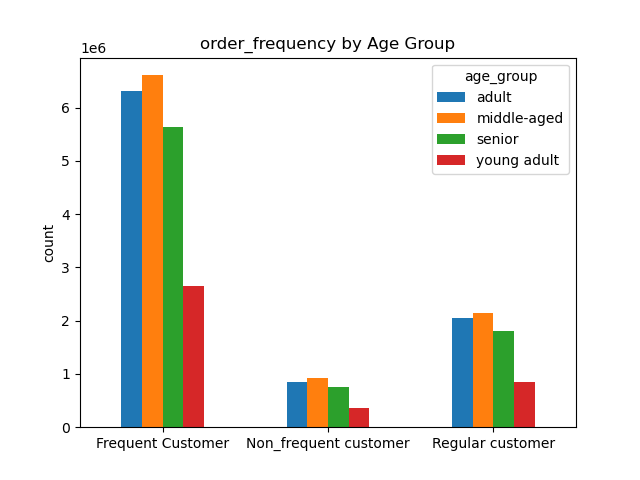 order_frequency by Age Group
1e6
age_group
adult
middle-aged
senior
young adult
count
6
5
4
3
2
1
0
Frequent Customer
Non_frequent customer
Regular customer